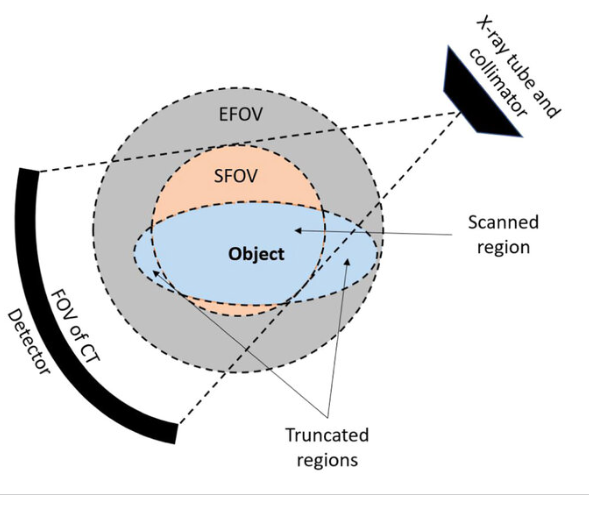 X-ray tube and
collimator
EFOV
SFOV
Scanned
region
Object
FOV of CT
Detector
Truncated
regions